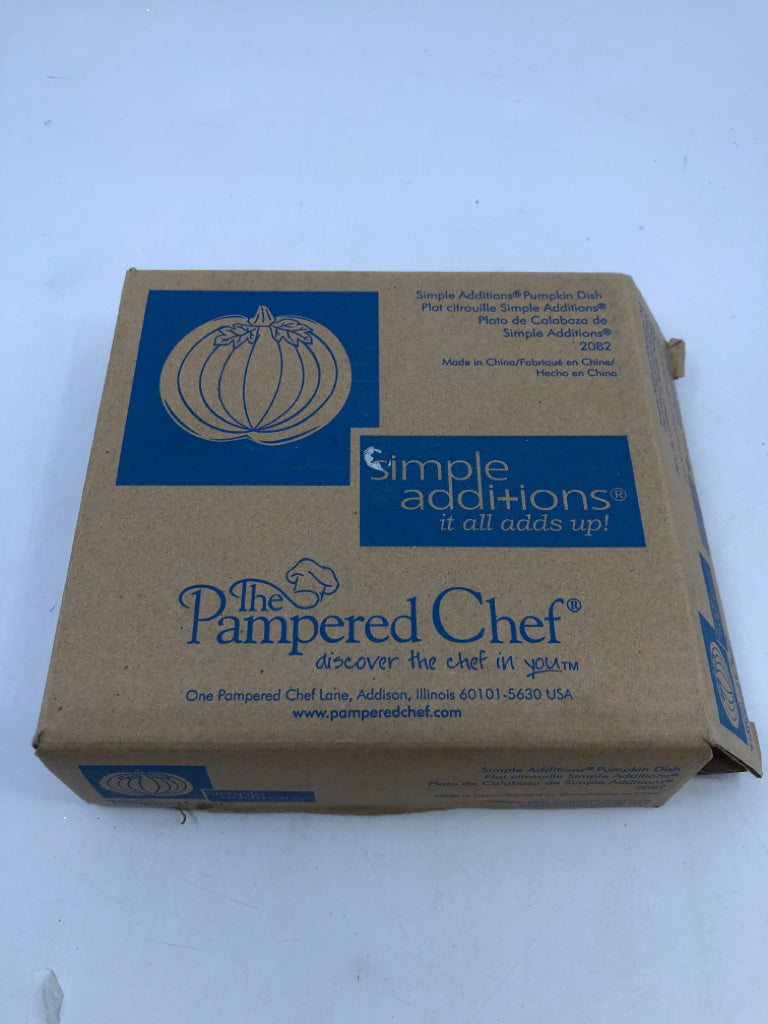 Simple Additions® Pumpkin Dish
Plat citrouille Simple Additions®
Plato de Calabaza de
Simple Additions®
2082
Made in China/Fabriqué en Chine/
Hecho en China
simple
additions®
it all adds up!
The
Pampered Chef®
discover the chef in you™
One Pampered Chef Lane, Addison, Illinois 60101-5630 USA
www.pamperedchef.com
simple
additions®
Simple Additions® Pumpkin Dish
Plat citrouille Simple Additions®
Plato de Calabaza de Simple Additions®
2082